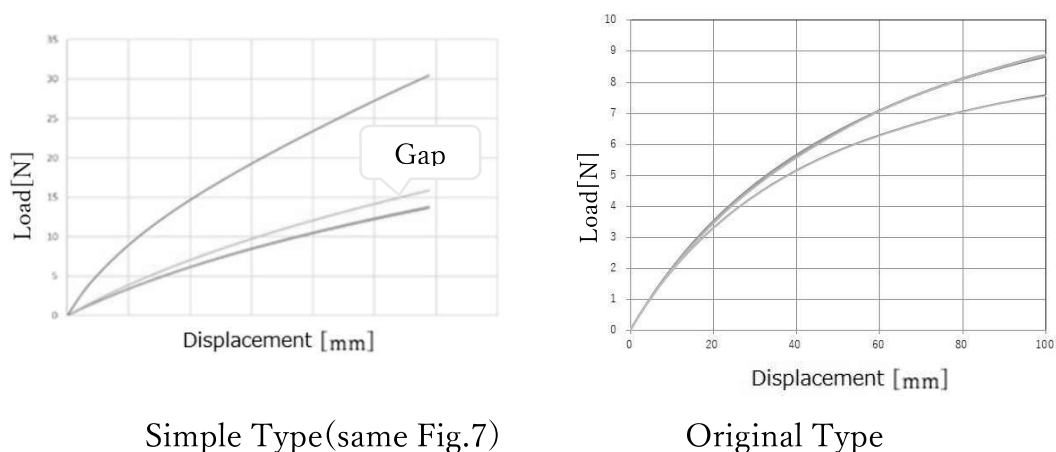 35
30
25
20
15
10
5
0
Load[N]
Gap
Displacement [mm]
Simple Type(same Fig.7)
10
9
8
7
6
5
4
3
2
1
0
Load[N]
0 20 40 60 80 100
Displacement [mm]
Original Type